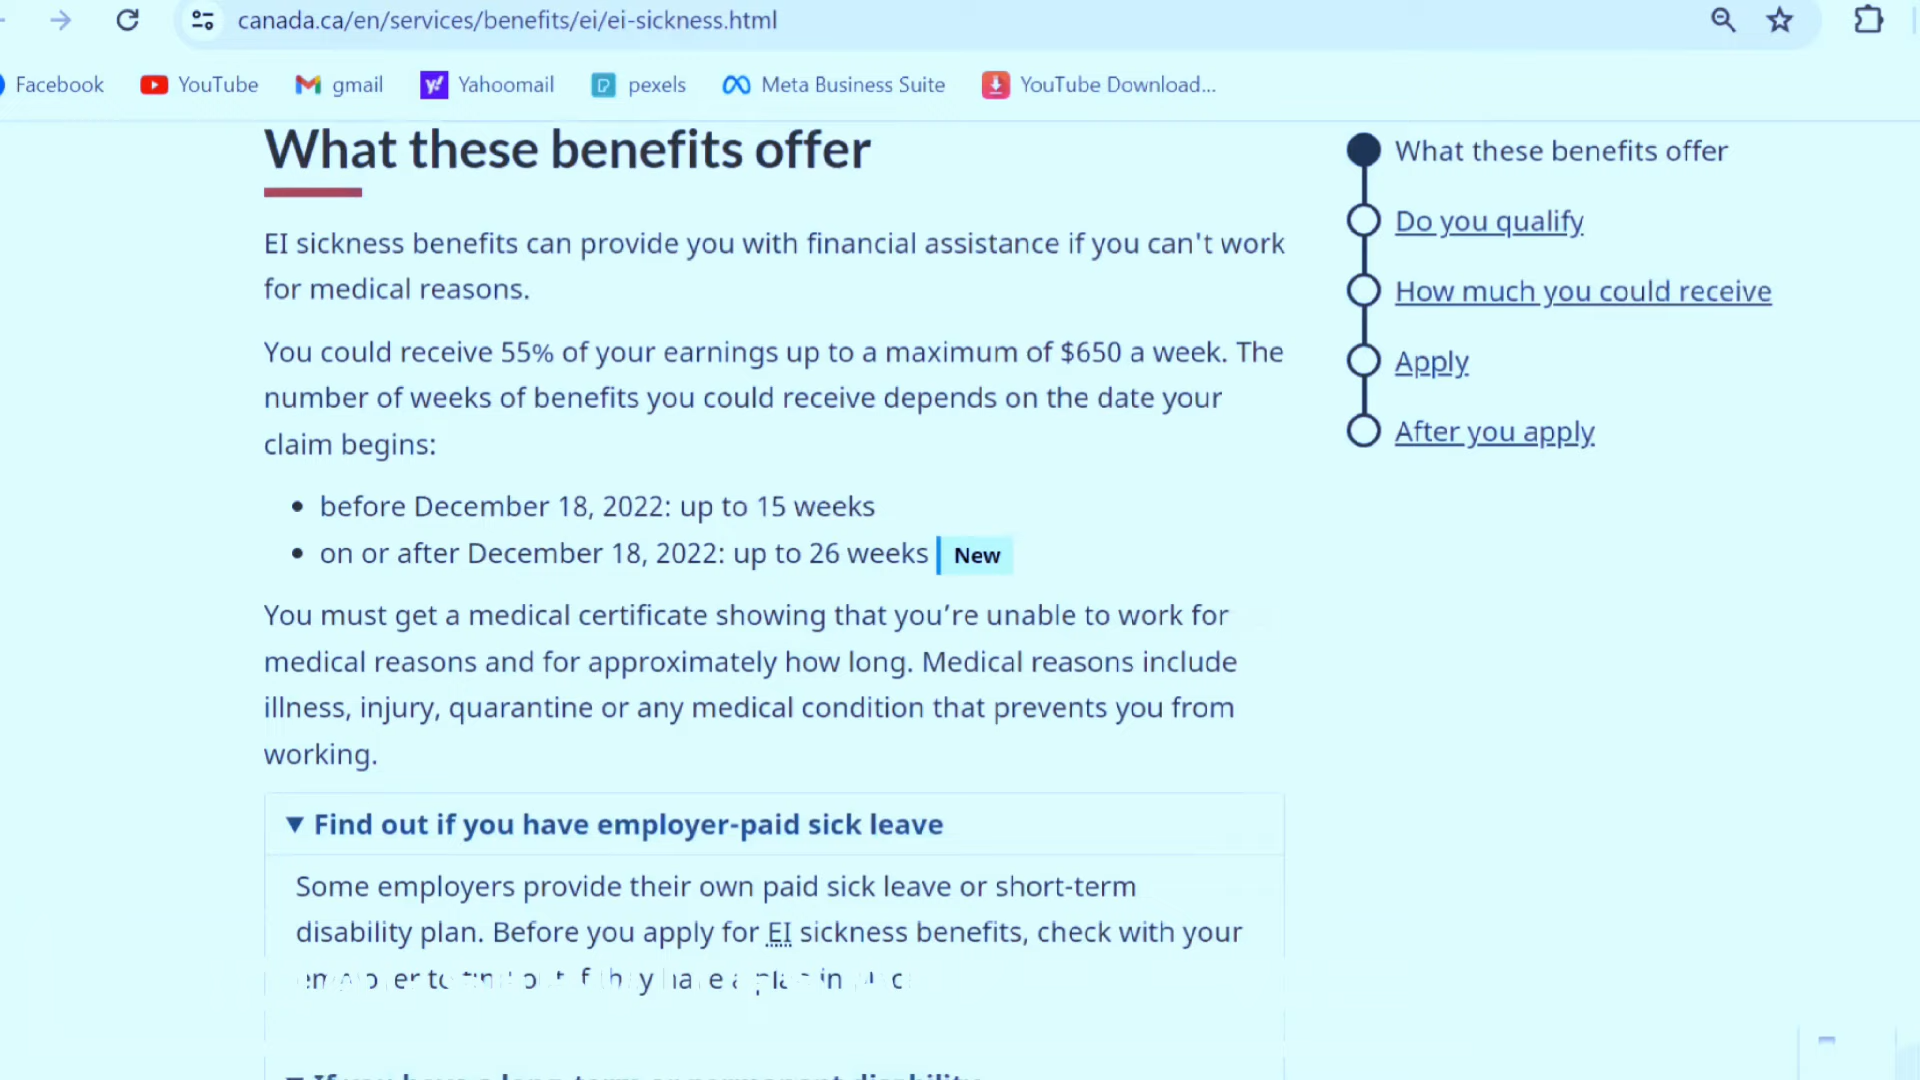 canada.ca/en/services/benefits/ei/ei-sickness.html
Facebook
YouTube
gmail
Yahoomail
pexels
Meta Business Suite
YouTube Download...
What these benefits offer
EI sickness benefits can provide you with financial assistance if you can't work
for medical reasons.
You could receive 55% of your earnings up to a maximum of $650 a week. The
number of weeks of benefits you could receive depends on the date your
claim begins:
before December 18, 2022: up to 15 weeks
on or after December 18, 2022: up to 26 weeks New
You must get a medical certificate showing that you’re unable to work for
medical reasons and for approximately how long. Medical reasons include
illness, injury, quarantine or any medical condition that prevents you from
working.
Find out if you have employer-paid sick leave
Some employers provide their own paid sick leave or short-term
disability plan. Before you apply for EI sickness benefits, check with your
What these benefits offer
Do you qualify
How much you could receive
Apply
After you apply